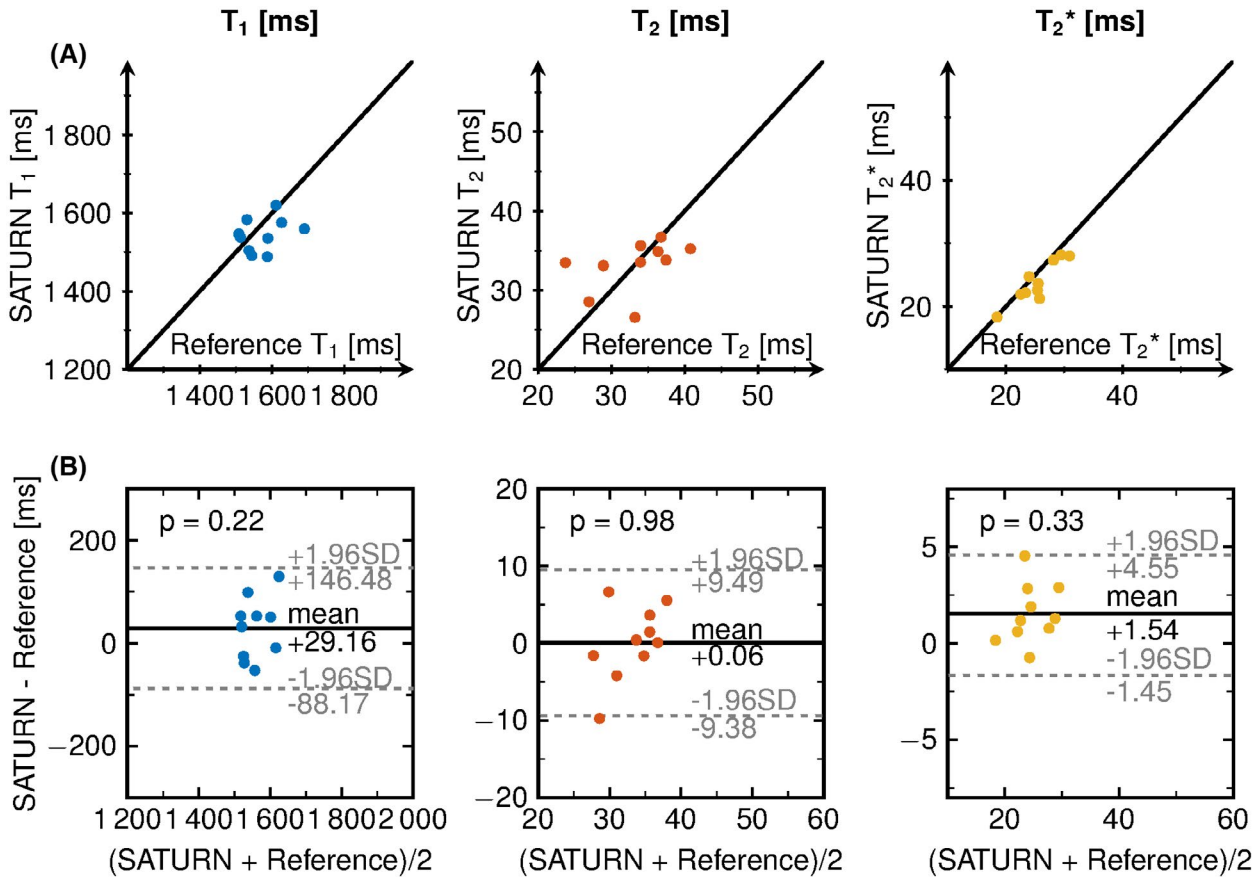 T1 [ms]
T2 [ms]
T2* [ms]
(A)
SATURN T1 [ms]
1 800
1 600
1 400
1 200
Reference T1 [ms]
1 400 1 600 1 800
SATURN T2 [ms]
50
40
30
20
Reference T2 [ms]
20 30 40 50
SATURN T2* [ms]
40
20
Reference T2* [ms]
20 40
(B)
SATURN - Reference [ms]
200
0
−200
p = 0.22
+1.96SD
+146.48
mean
+29.16
-1.96SD
-88.17
1 200 1 400 1 600 1 800 2 000
(SATURN + Reference)/2
20
10
0
−10
−20
p = 0.98
+1.96SD
+9.49
mean
+0.06
-1.96SD
-9.38
20 30 40 50 60
(SATURN + Reference)/2
5
0
−5
p = 0.33
+1.96SD
+4.55
mean
+1.54
-1.96SD
-1.45
20 40 60
(SATURN + Reference)/2